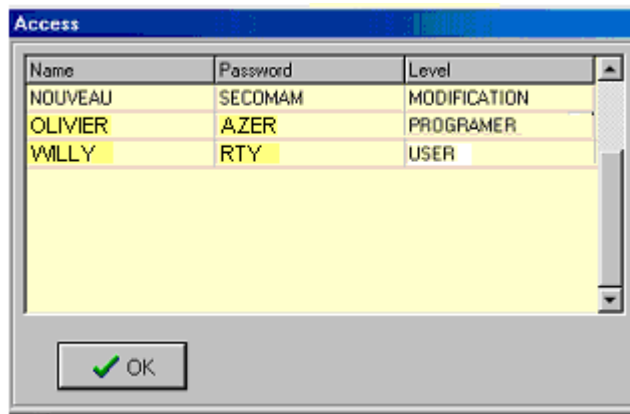 Access
Name Password Level
NOUVEAU SECOMAM MODIFICATION
OLIVIER AZER PROGRAMER
WILLY RTY USER
OK